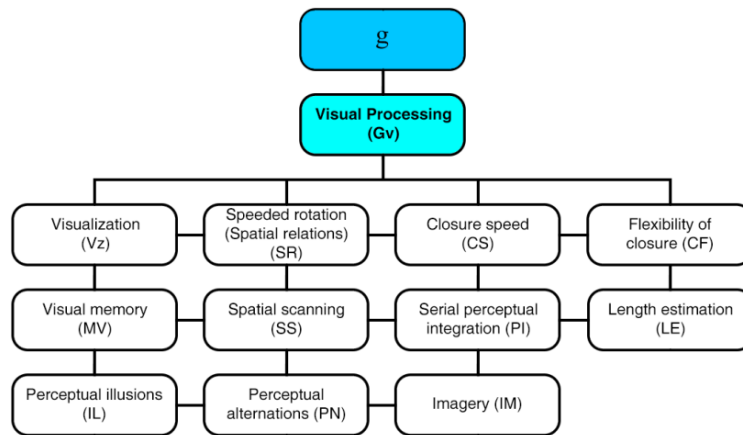 g
Visual Processing
(Gv)
Visualization
(Vz)
Speeded rotation
(Spatial relations)
(SR)
Closure speed
(CS)
Flexibility of
closure (CF)
Visual memory
(MV)
Spatial scanning
(SS)
Serial perceptual
integration (PI)
Length estimation
(LE)
Perceptual illusions
(IL)
Perceptual
alternations (PN)
Imagery (IM)